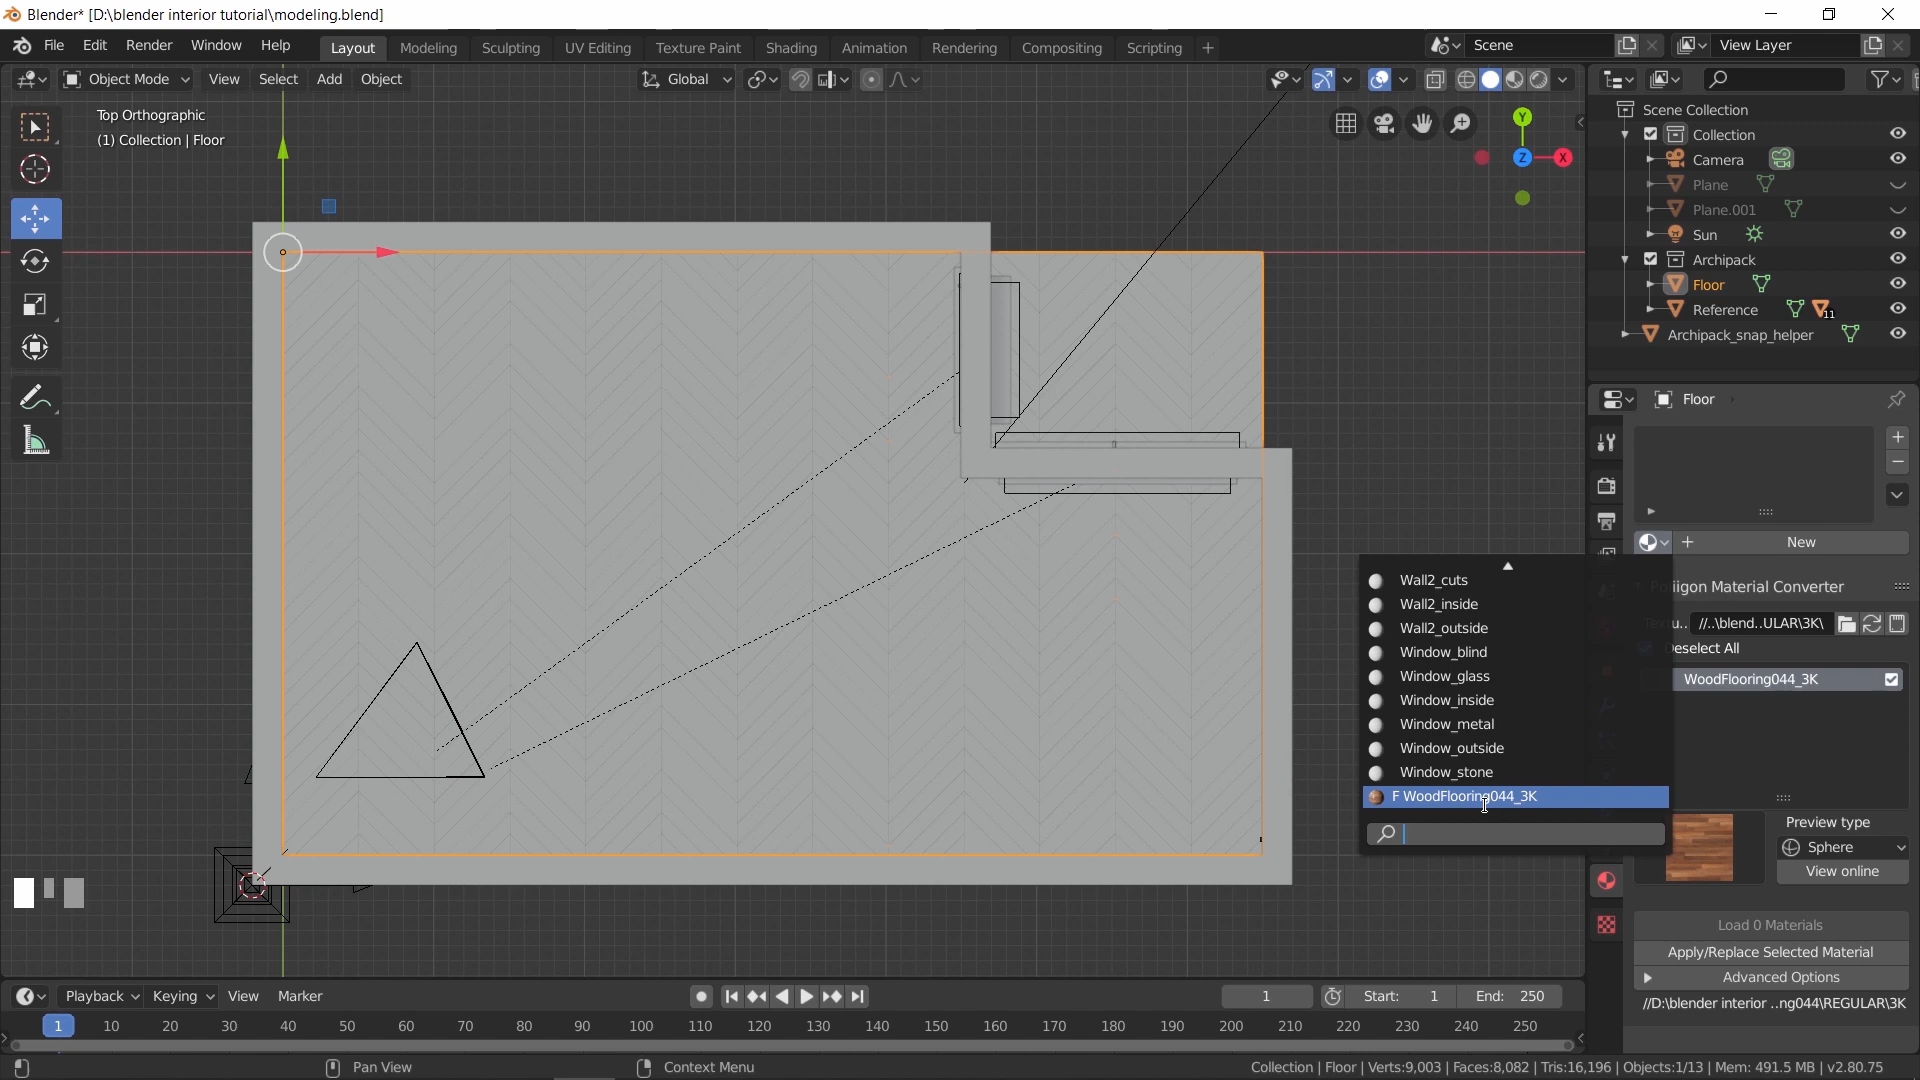 Blender* [D:\blender interior tutorial\modeling.blend]
File Edit Render Window Help
Layout Modeling Sculpting UV Editing Texture Paint Shading Animation Rendering Compositing Scripting +
Scene
View Layer
Object Mode View Select Add Object
Global
Top Orthographic
(1) Collection | Floor
Y
Z
X
Scene Collection
Collection
Camera
Plane
Plane.001
Sun
Archipack
Floor
Reference
11
Archipack_snap_helper
Floor
New
Wall2_cuts
Wall2_inside
Wall2_outside
Window_blind
Window_glass
Window_inside
Window_metal
Window_outside
Window_stone
F WoodFlooring044_3K
Poliigon Material Converter
//..\blend..ULAR\3K\
Deselect All
WoodFlooring044_3K
Preview type
Sphere
View online
Load 0 Materials
Apply/Replace Selected Material
Advanced Options
//D:\blender interior ..ng044\REGULAR\3K
Playback Keying View Marker
1
Start: 1
End: 250
1 10 20 30 40 50 60 70 80 90 100 110 120 130 140 150 160 170 180 190 200 210 220 230 240 250
Pan View
Context Menu
Collection | Floor | Verts:9,003 | Faces:8,082 | Tris:16,196 | Objects:1/13 | Mem: 491.5 MB | v2.80.75